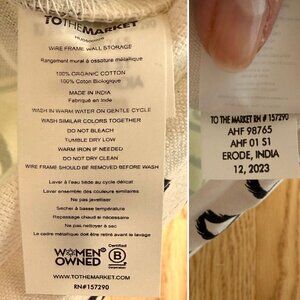 TOTHEMARKET
WIRE FRAME WALL STORAGE
Rangement mural à ossature métallique
100% ORGANIC COTTON
100% Coton Biologique
MADE IN INDIA
Fabriqué en Inde
WASH IN WARM WATER ON GENTLE CYCLE
WASH SIMILAR COLORS TOGETHER
DO NOT BLEACH
TUMBLE DRY LOW
WARM IRON IF NEEDED
DO NOT DRY CLEAN
WIRE FRAME SHOULD BE REMOVED BEFORE WASH
Laver à l'eau tiède au cycle délicat
Laver ensemble des couleurs similaires
Ne pas javelliser
Sécher à basse température
Repassage chaud si nécessaire
Ne pas nettoyer à sec
Le cadre métallique doit être retiré avant le lavage
WOMEN OWNED
Certified
B
Corporation
WWW.TOTHEMARKET.COM
RN#157290
TO THE MARKET RN # 157290
AHF 98765
AHF 01 S1
ERODE, INDIA
12, 2023